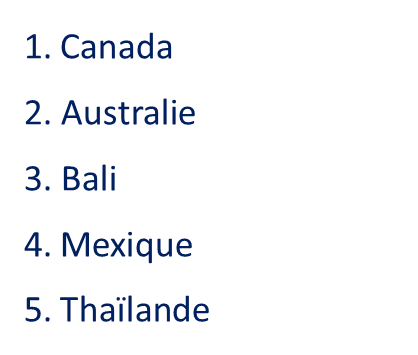 1. Canada
2. Australie
3. Bali
4. Mexique
5. Thaïlande